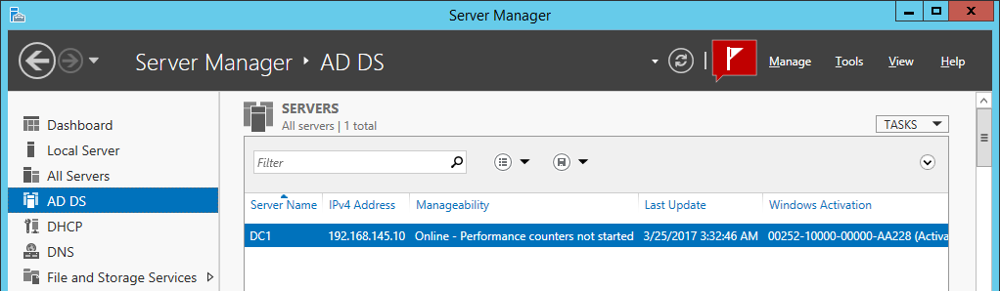 Server Manager
Server Manager ‣ AD DS
Manage Tools View Help
Dashboard
Local Server
All Servers
AD DS
DHCP
DNS
File and Storage Services
SERVERS
All servers | 1 total
TASKS
Filter
Server Name IPv4 Address Manageability Last Update Windows Activation
DC1 192.168.145.10 Online - Performance counters not started 3/25/2017 3:32:46 AM 00252-10000-00000-AA228 (Activa